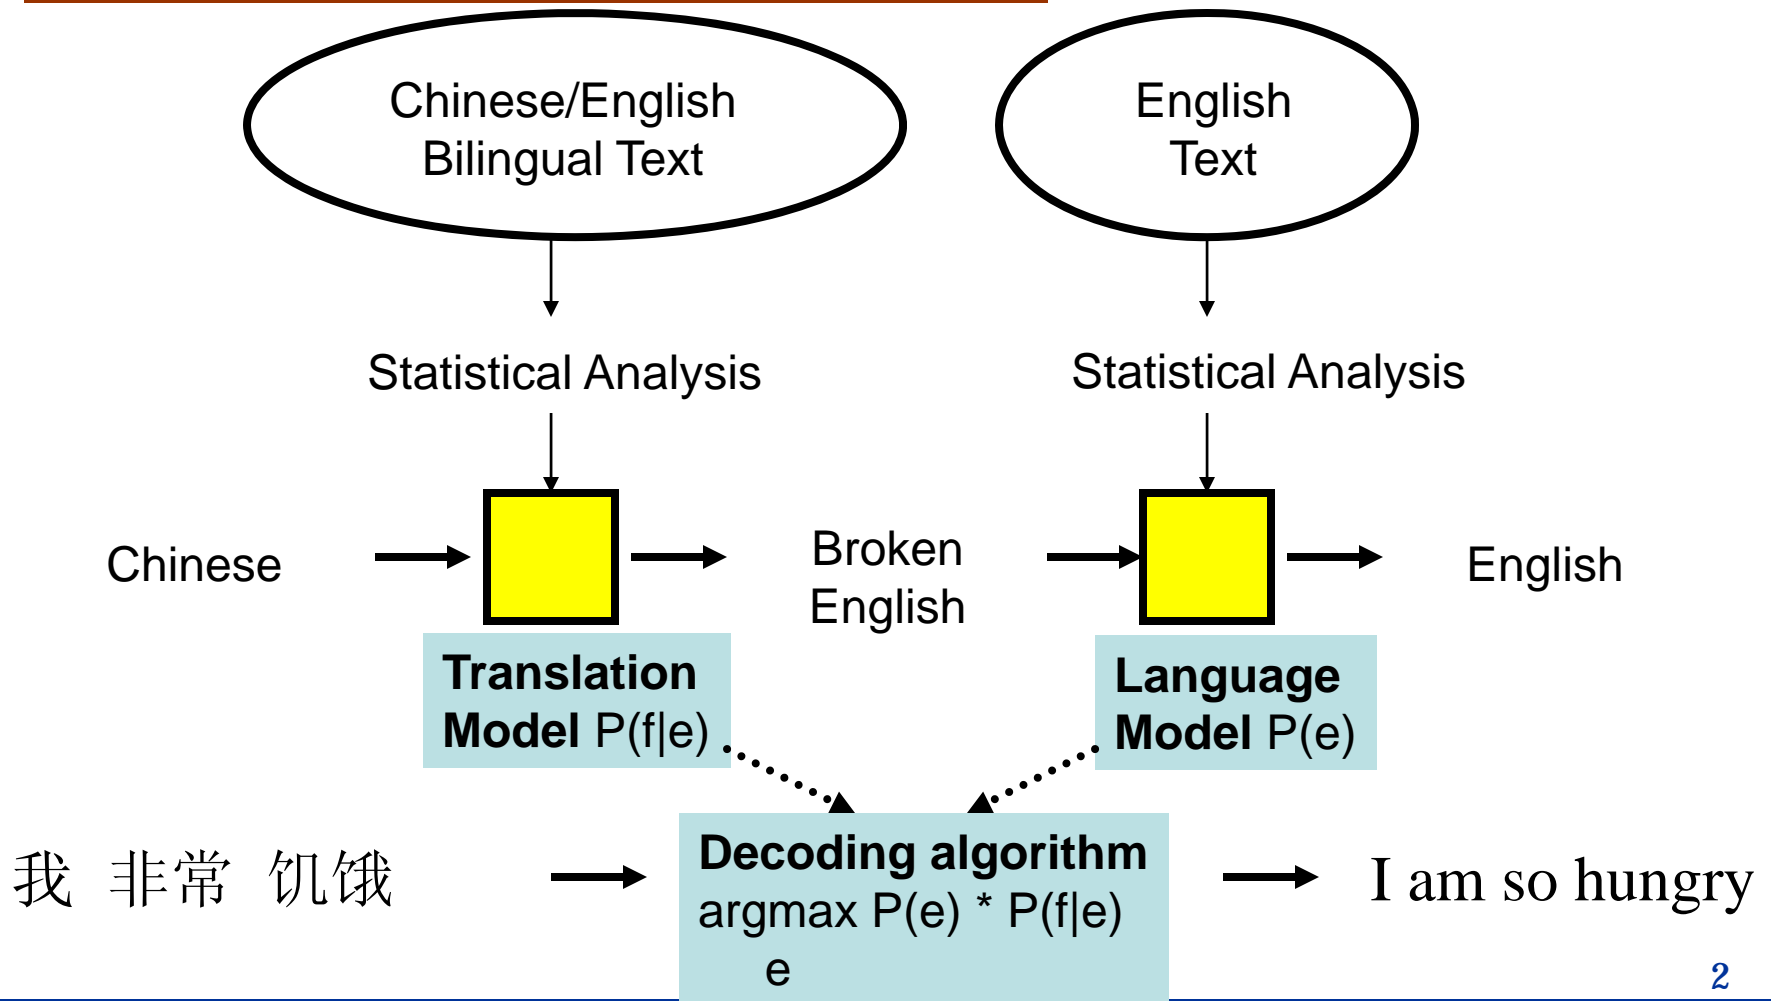 Chinese/English
Bilingual Text
English
Text
Statistical Analysis
Statistical Analysis
Chinese
Broken
English
English
Translation
Model P(f|e)
Language
Model P(e)
我 非常 饥饿
Decoding algorithm
argmax P(e) * P(f|e)
e
I am so hungry
2